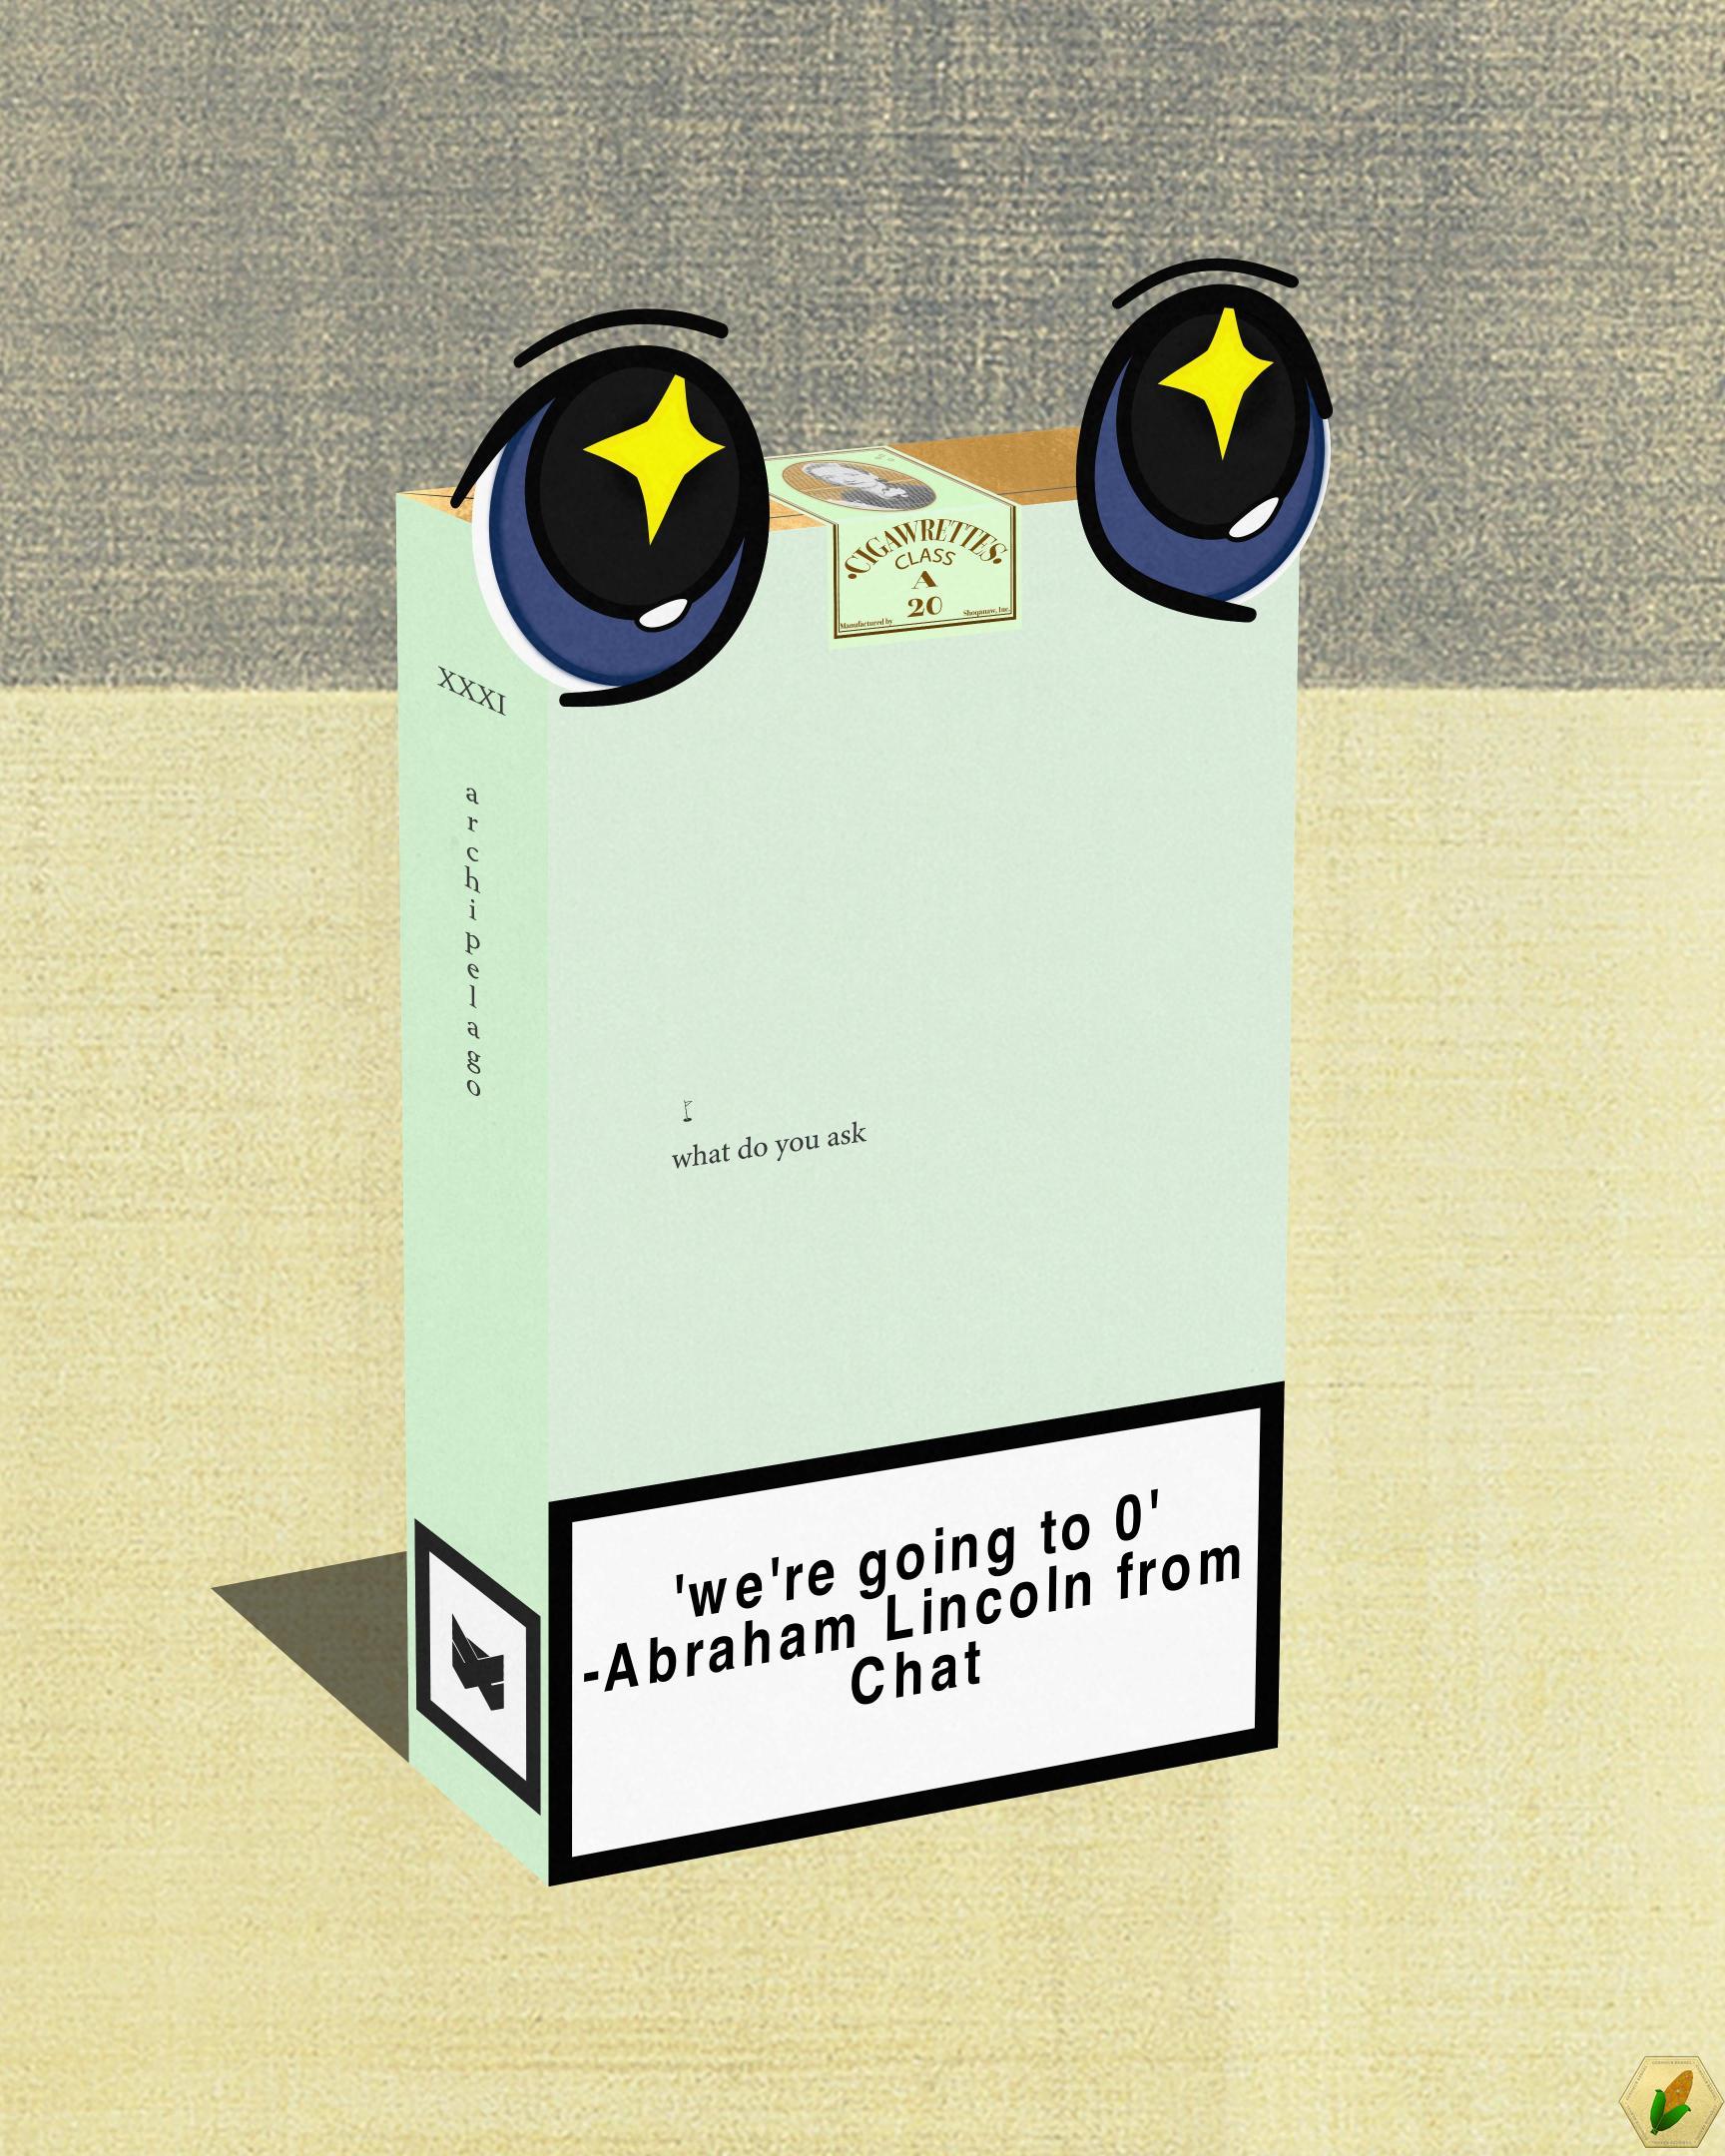 ·CIGAWRETTES·
CLASS
A
20
Manufactured by
Shoqanaw, Inc.
XXXI
archipelago
what do you ask
'we're going to 0'
-Abraham Lincoln from
Chat